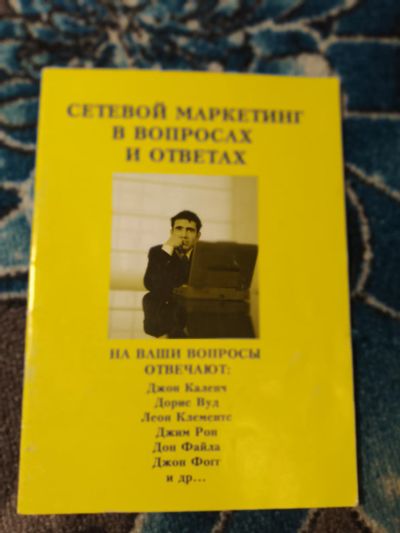 СЕТЕВОЙ МАРКЕТИНГ
В ВОПРОСАХ
И ОТВЕТАХ
НА ВАШИ ВОПРОСЫ
ОТВЕЧАЮТ:
Джон Каленч
Дорис Вуд
Леон Клементс
Джим Рон
Дон Файла
Джон Фогг
и др...